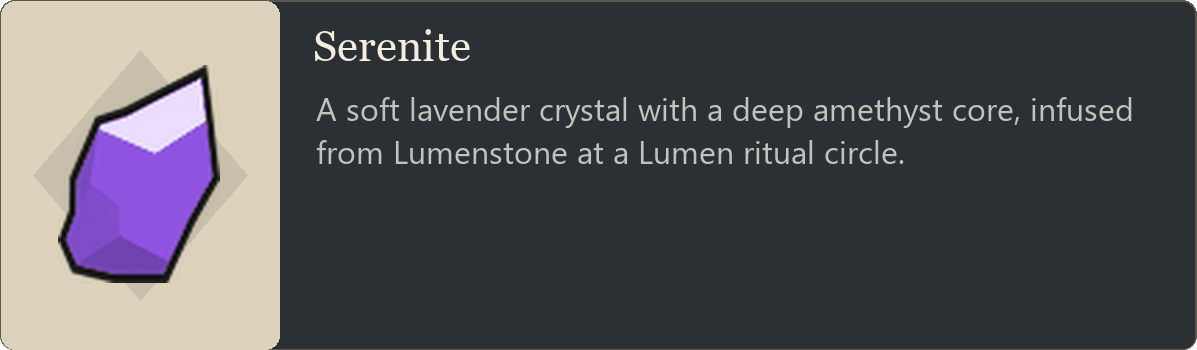 Serenite
A soft lavender crystal with a deep amethyst core, infused
from Lumenstone at a Lumen ritual circle.